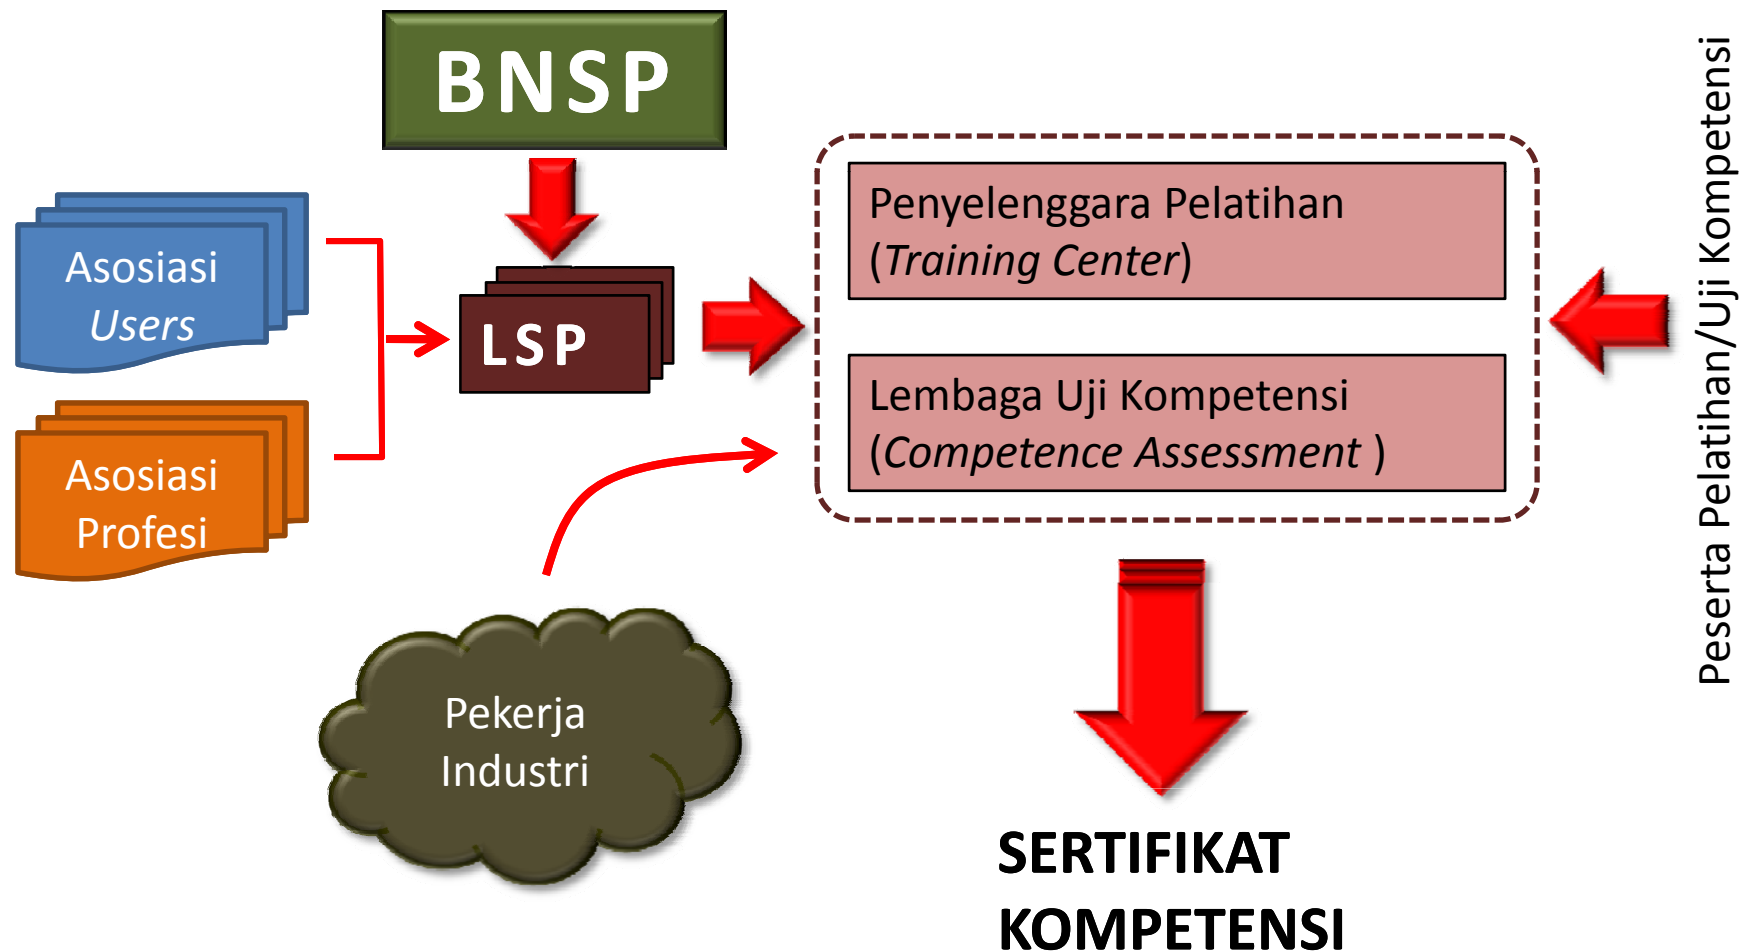 BNSP
Asosiasi
Users
LSP
Asosiasi
Profesi
Penyelenggara Pelatihan
(Training Center)
Lembaga Uji Kompetensi
(Competence Assessment )
Peserta Pelatihan/Uji Kompetensi
Pekerja
Industri
SERTIFIKAT
KOMPETENSI